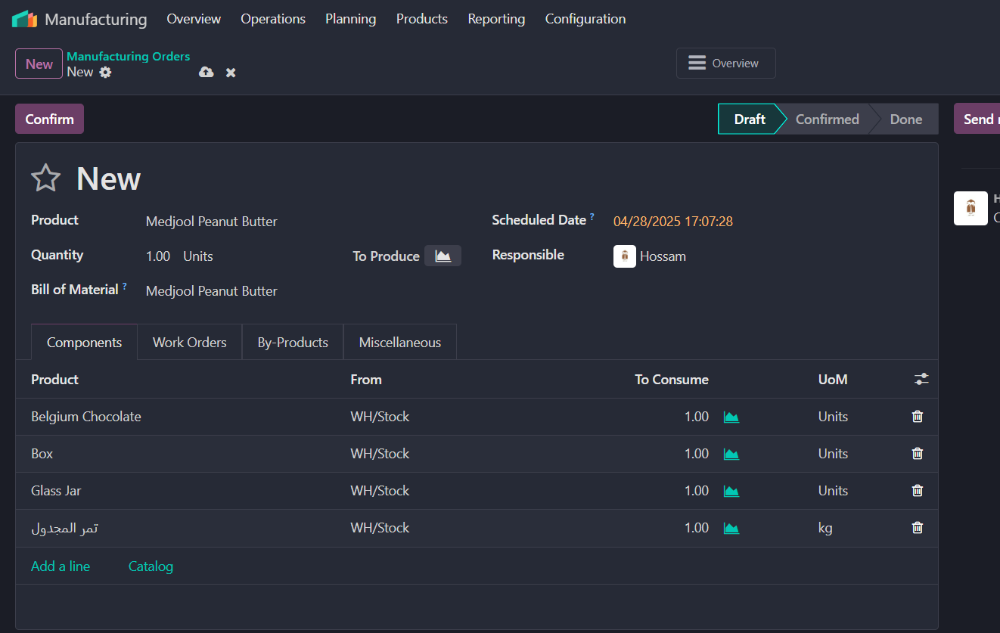 Manufacturing Overview Operations Planning Products Reporting Configuration
New Manufacturing Orders
New
Overview
Confirm Draft Confirmed Done Send
New
Product Medjool Peanut Butter Scheduled Date ? 04/28/2025 17:07:28
Quantity 1.00 Units To Produce Responsible Hossam
Bill of Material ? Medjool Peanut Butter
Components Work Orders By-Products Miscellaneous
Product From To Consume UoM
Belgium Chocolate WH/Stock 1.00 Units
Box WH/Stock 1.00 Units
Glass Jar WH/Stock 1.00 Units
تمر المجدول WH/Stock 1.00 kg
Add a line Catalog